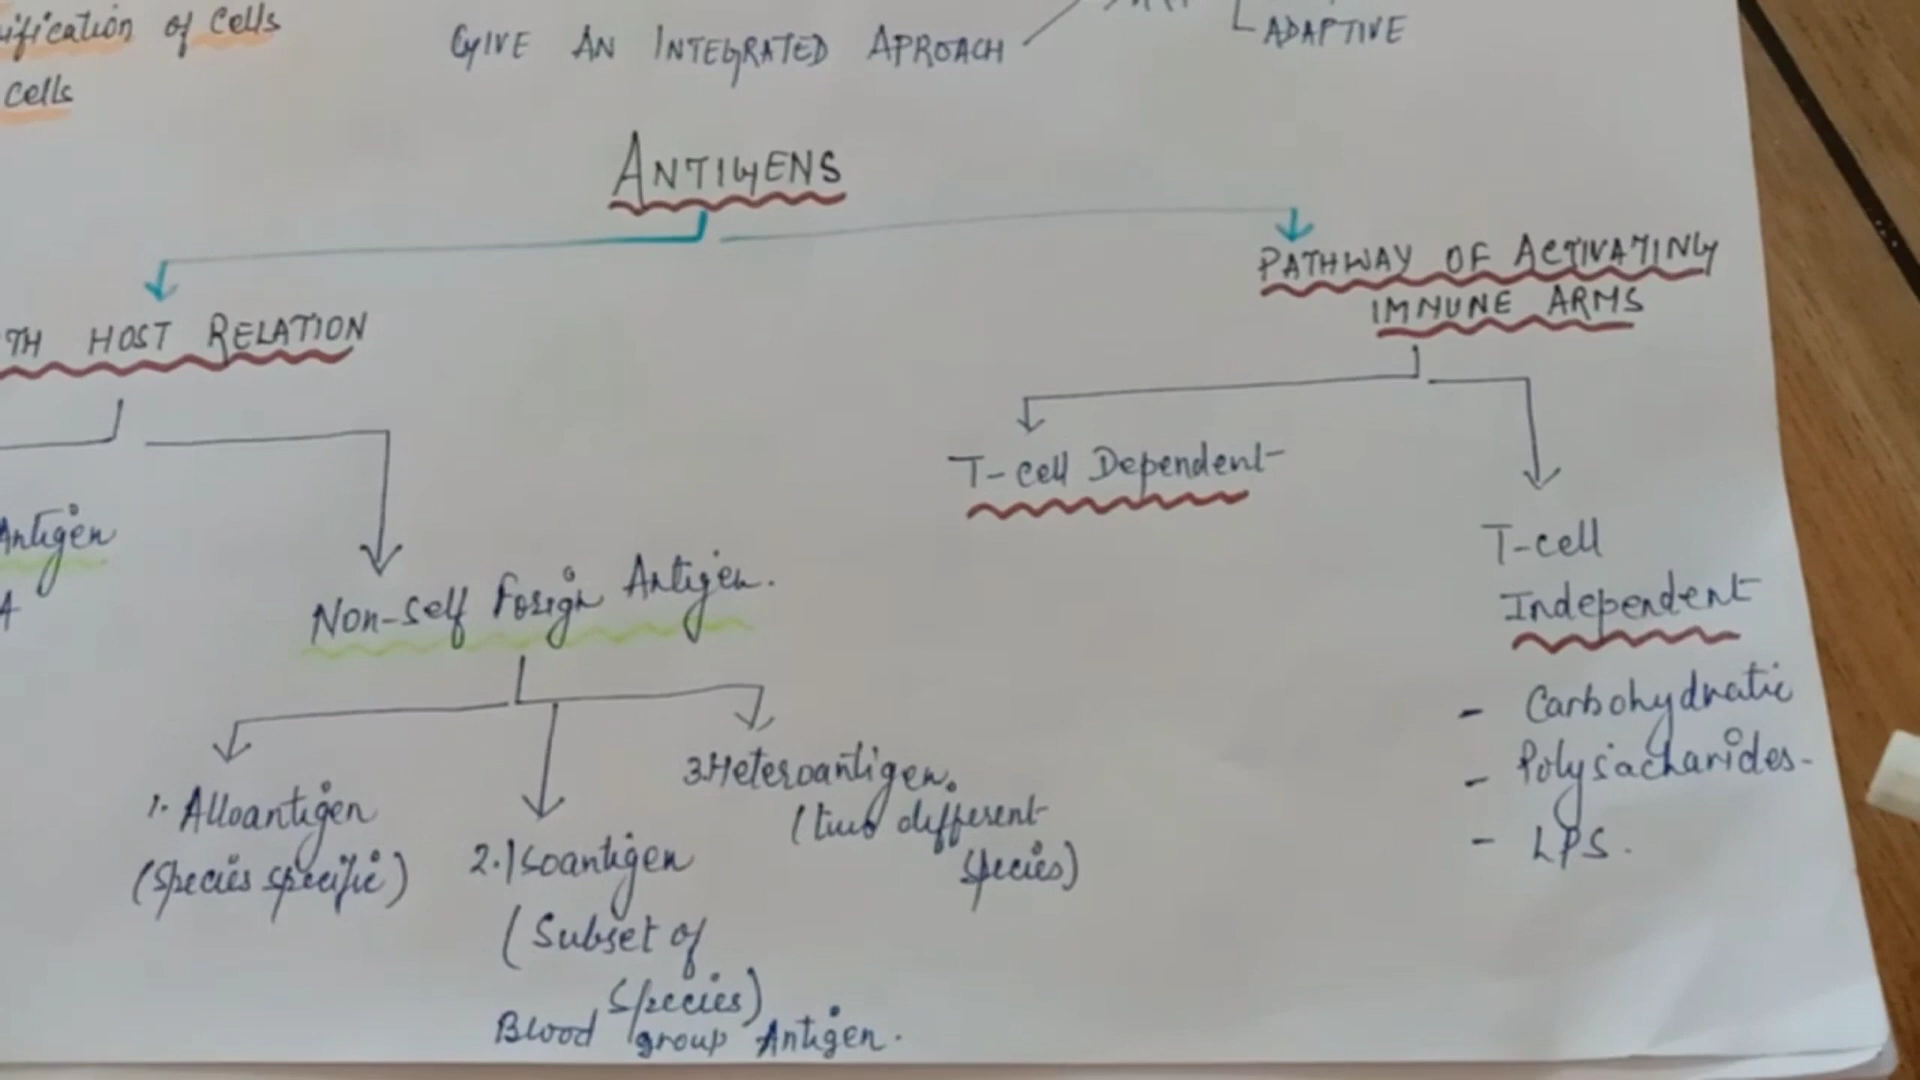 ification of cells
cells
GIVE AN INTEGRATED APROACH
ADAPTIVE
ANTIGENS
TH HOST RELATION
PATHWAY OF ACTIVATING
IMMUNE ARMS
Antigen
A
Non-self Forign Antigen.
T-cell Dependent
T-cell
Independent
- Carbohydratic
- Polysacharides-
- LPS.
1. Alloantigen
(Species specific)
2. Isoantigen
(Subset of
Species)
Blood group Antigen.
3. Heteroantigen.
(two different
Species)